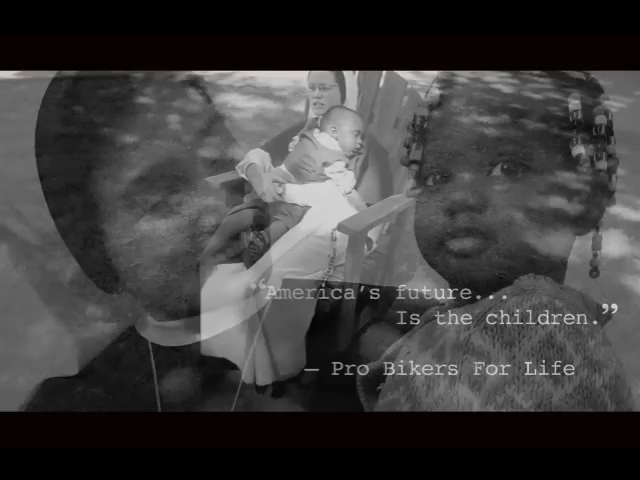 “America's future...
Is the children.”
— Pro Bikers For Life